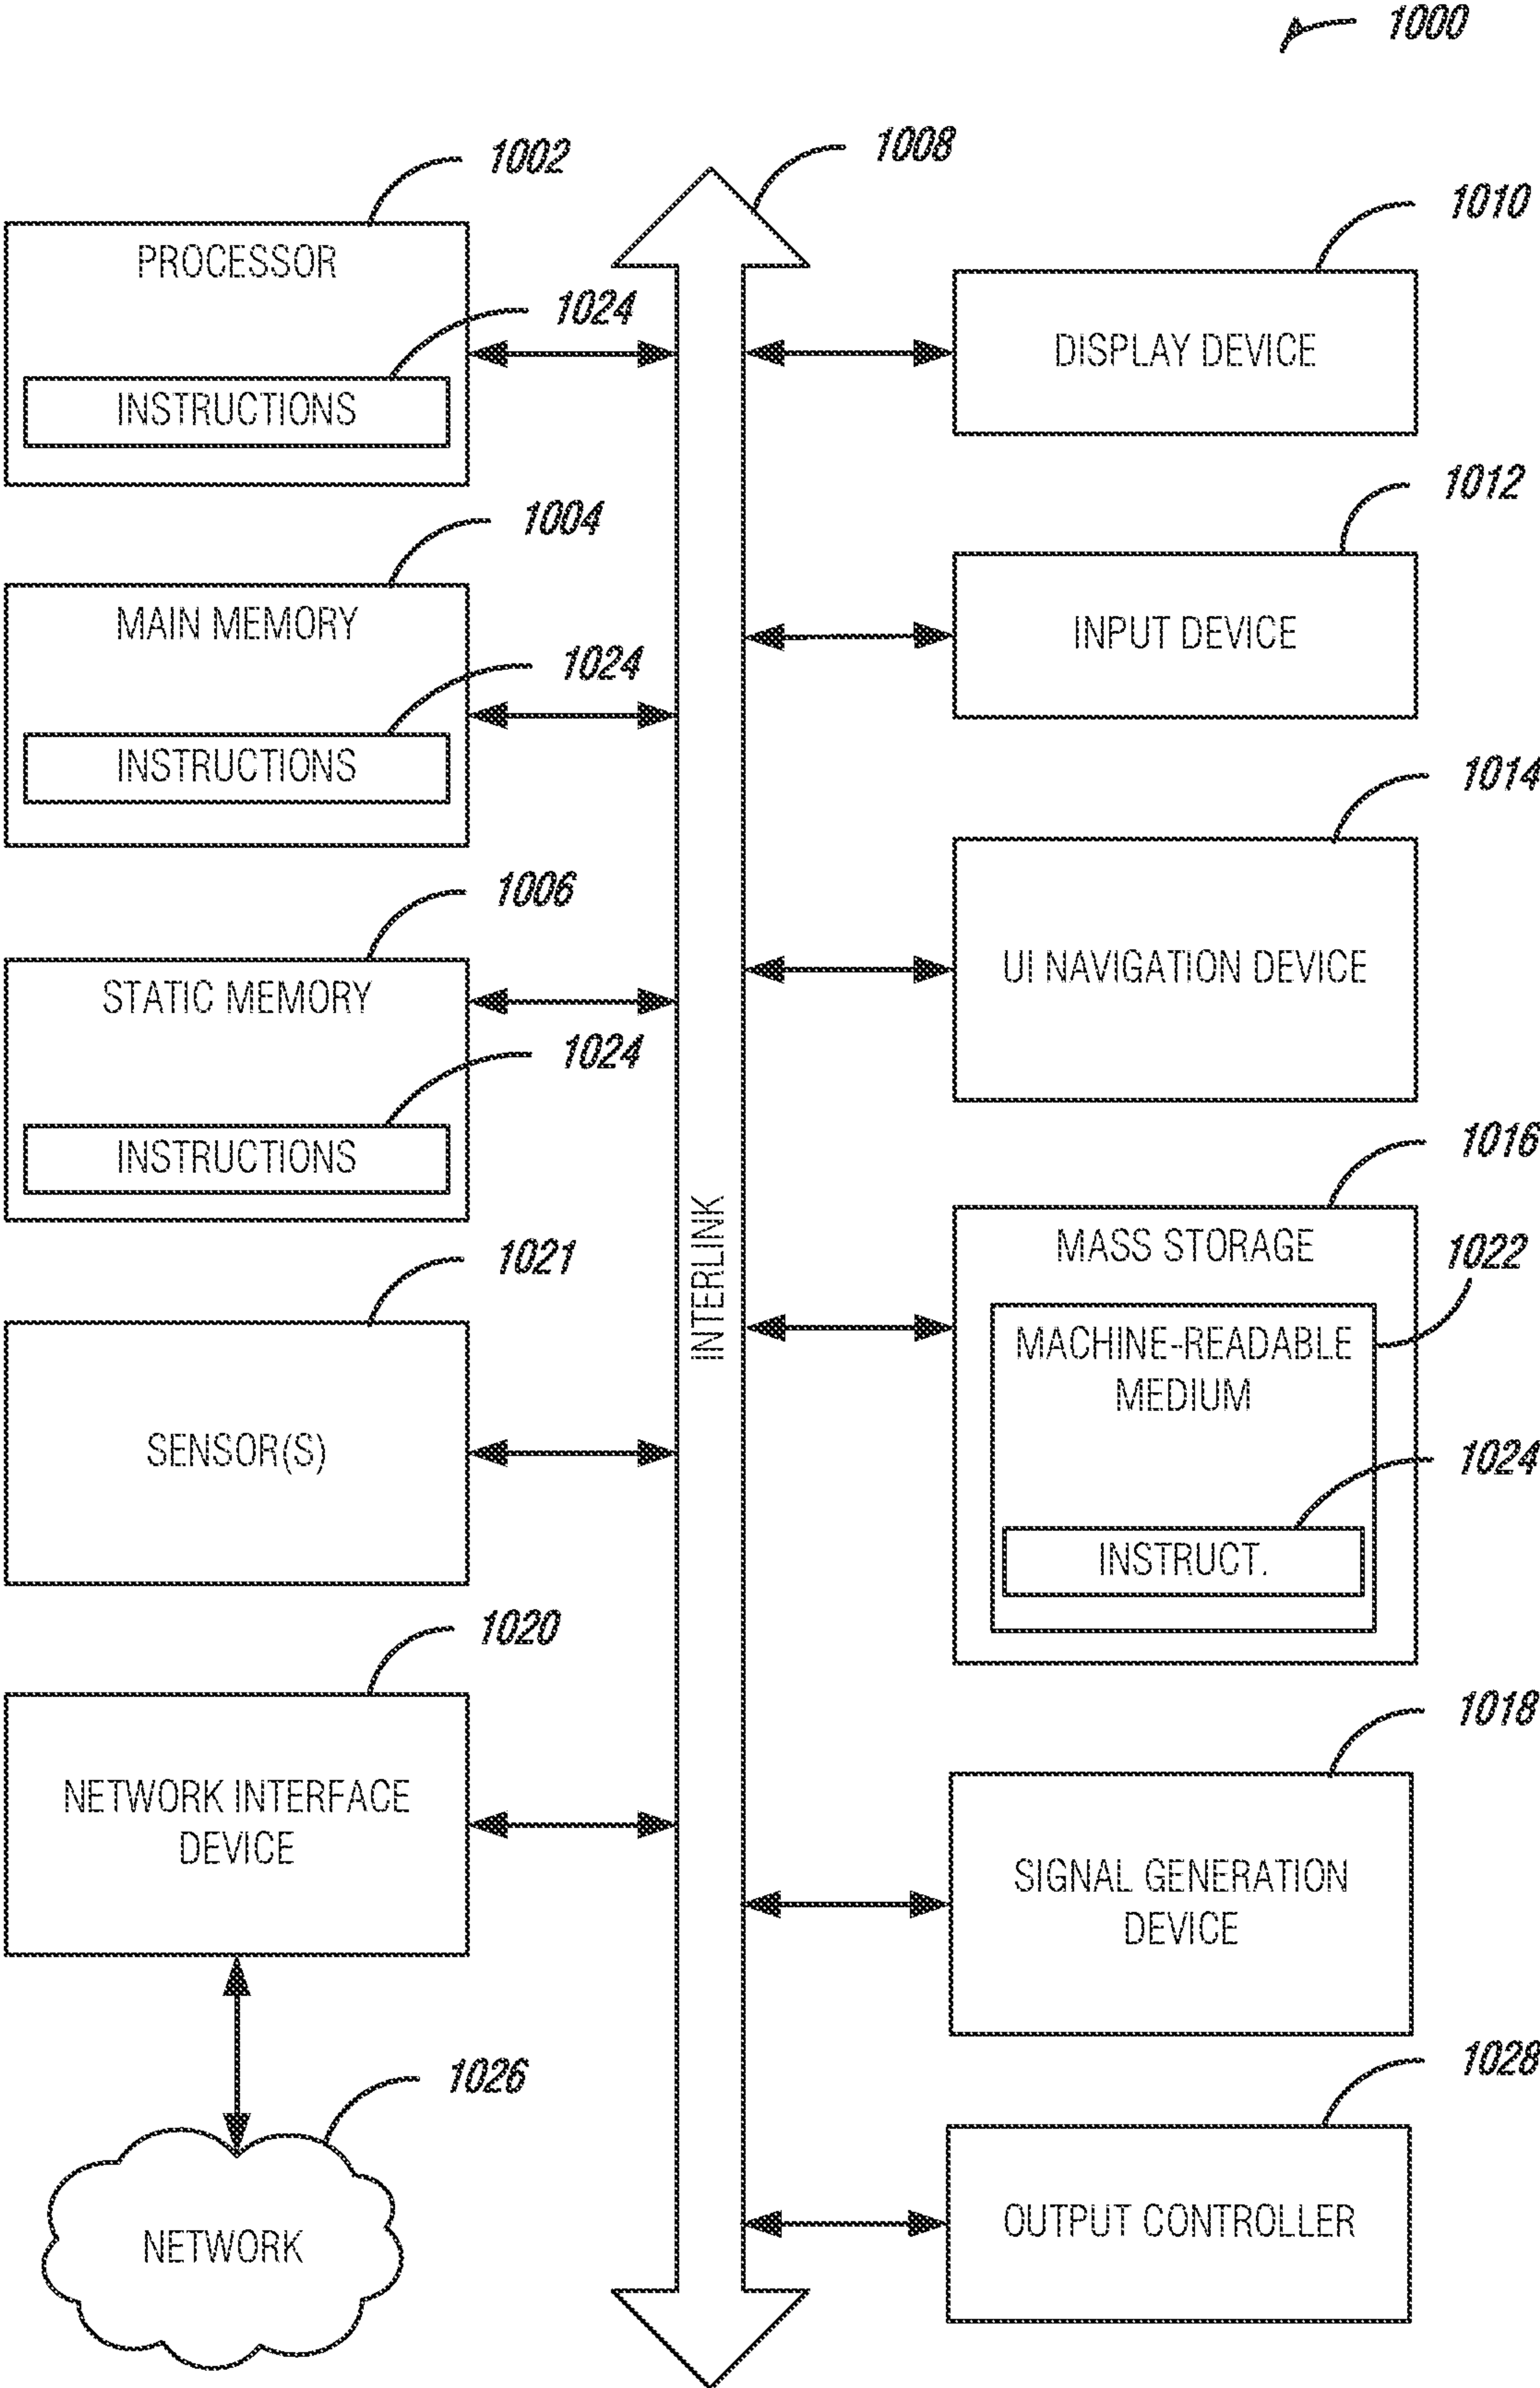 1000
1002
PROCESSOR
1024
INSTRUCTIONS
1004
MAIN MEMORY
1024
INSTRUCTIONS
1006
STATIC MEMORY
1024
INSTRUCTIONS
1021
SENSOR(S)
1020
NETWORK INTERFACE
DEVICE
1026
NETWORK
1008
INTERLINK
1010
DISPLAY DEVICE
1012
INPUT DEVICE
1014
UI NAVIGATION DEVICE
1016
MASS STORAGE
1022
MACHINE-READABLE
MEDIUM
1024
INSTRUCT.
1018
SIGNAL GENERATION
DEVICE
1028
OUTPUT CONTROLLER